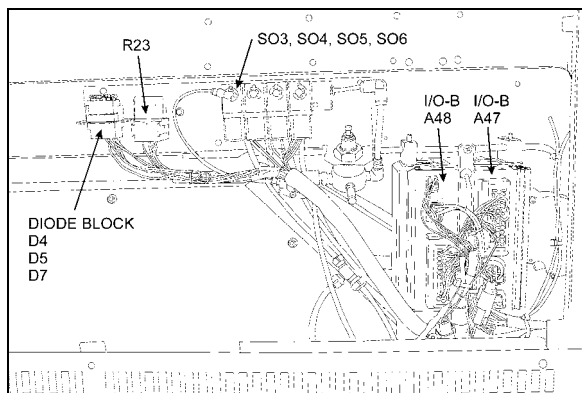 R23
SO3, SO4, SO5, SO6
I/O-B
A48
I/O-B
A47
DIODE BLOCK
D4
D5
D7